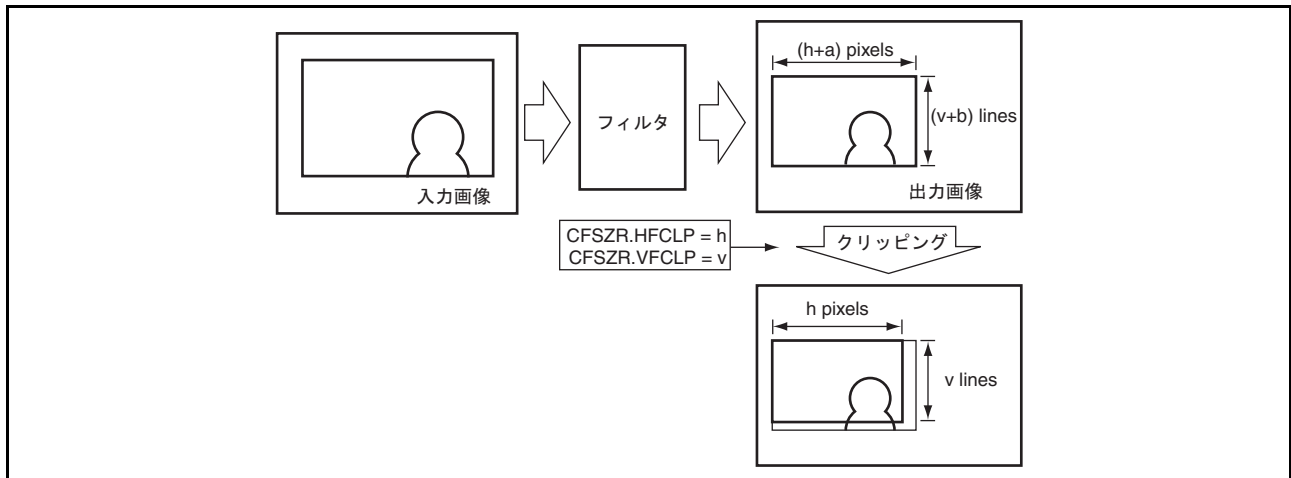 入力画像
フィルタ
(h+a) pixels
(v+b) lines
出力画像
CFSZR.HFCLP = h
CFSZR.VFCLP = v
クリッピング
h pixels
v lines